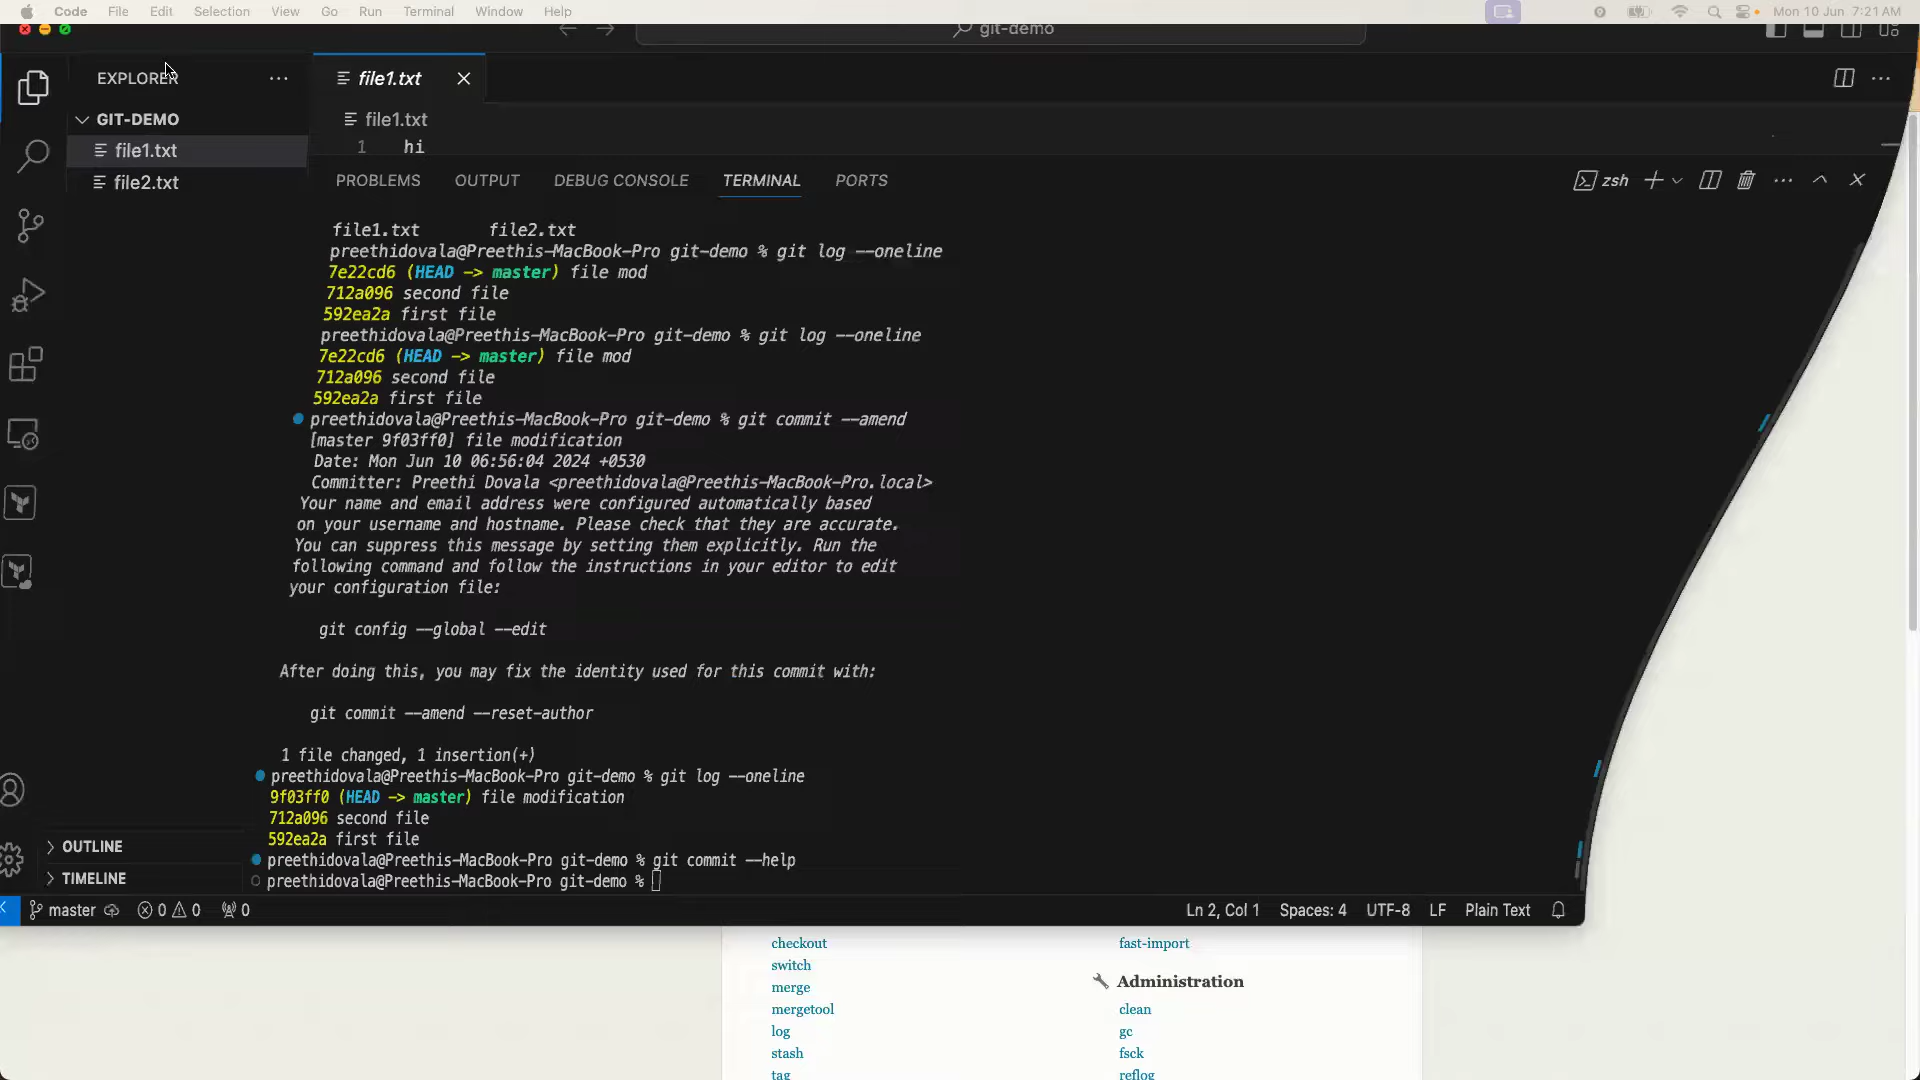 Code File Edit Selection View Go Run Terminal Window Help Mon 10 Jun 7:21 AM
git-demo
EXPLORER
file1.txt
GIT-DEMO
file1.txt
file1.txt
1 hi
file2.txt
PROBLEMS OUTPUT DEBUG CONSOLE TERMINAL PORTS zsh
file1.txt file2.txt
preethidovala@Preethis-MacBook-Pro git-demo % git log --oneline
7e22cd6 (HEAD -> master) file mod
712a096 second file
592ea2a first file
preethidovala@Preethis-MacBook-Pro git-demo % git log --oneline
7e22cd6 (HEAD -> master) file mod
712a096 second file
592ea2a first file
preethidovala@Preethis-MacBook-Pro git-demo % git commit --amend
[master 9f03ff0] file modification
Date: Mon Jun 10 06:56:04 2024 +0530
Committer: Preethi Dovala <preethidovala@Preethis-MacBook-Pro.local>
Your name and email address were configured automatically based
on your username and hostname. Please check that they are accurate.
You can suppress this message by setting them explicitly. Run the
following command and follow the instructions in your editor to edit
your configuration file:
git config --global --edit
After doing this, you may fix the identity used for this commit with:
git commit --amend --reset-author
1 file changed, 1 insertion(+)
preethidovala@Preethis-MacBook-Pro git-demo % git log --oneline
9f03ff0 (HEAD -> master) file modification
712a096 second file
592ea2a first file
preethidovala@Preethis-MacBook-Pro git-demo % git commit --help
preethidovala@Preethis-MacBook-Pro git-demo %
OUTLINE
TIMELINE
master 0 0 0 Ln 2, Col 1 Spaces: 4 UTF-8 LF Plain Text
checkout
switch
merge
mergetool
log
stash
tag
fast-import
Administration
clean
gc
fsck
reflog